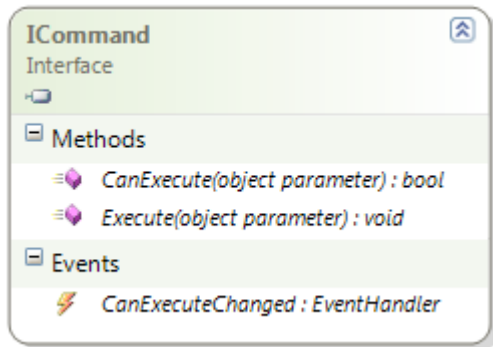 ICommand
Interface
Methods
CanExecute(object parameter) : bool
Execute(object parameter) : void
Events
CanExecuteChanged : EventHandler